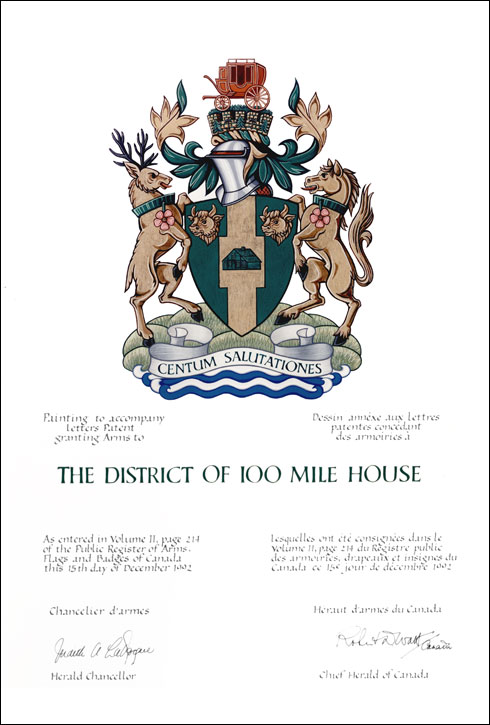 CENTUM SALUTATIONES
Painting to accompany
Letters Patent
granting Arms to
Dessin annéxe aux lettres
patentes concédant
des armoiries à
THE DISTRICT OF 100 MILE HOUSE
As entered in Volume II, page 214
of the Public Register of Arms,
Flags and Badges of Canada
this 15th day of December 1992
Lesquelles ont été consignées dans le
Volume II, page 214 du Registre public
des armoiries, drapeaux et insignes du
Canada ce 15e jour de décembre 1992
Chancelier d'armes
Héraut d'armes du Canada
Robert D Watt
Canada
Herald Chancellor
Chief Herald of Canada